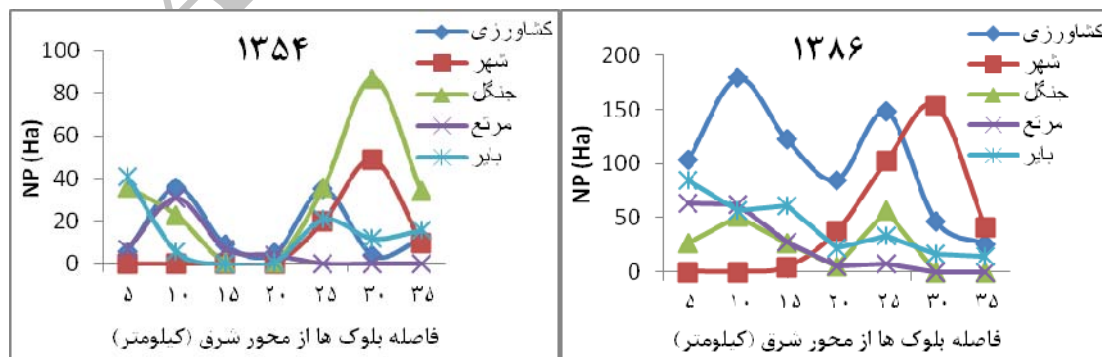 ۱۳۵۴
NP (Ha)
100
80
60
40
20
0
۵ ۱۰ ۱۵ ۲۰ ۲۵ ۳۰ ۳۵
فاصله بلوک ها از محور شرق (کیلومتر)
کشاورزی
شهر
جنگل
مرتع
بایر
۱۳۸۶
NP (Ha)
200
150
100
50
0
۵ ۱۰ ۱۵ ۲۰ ۲۵ ۳۰ ۳۵
فاصله بلوک ها از محور شرق (کیلومتر)
کشاورزی
شهر
جنگل
مرتع
بایر